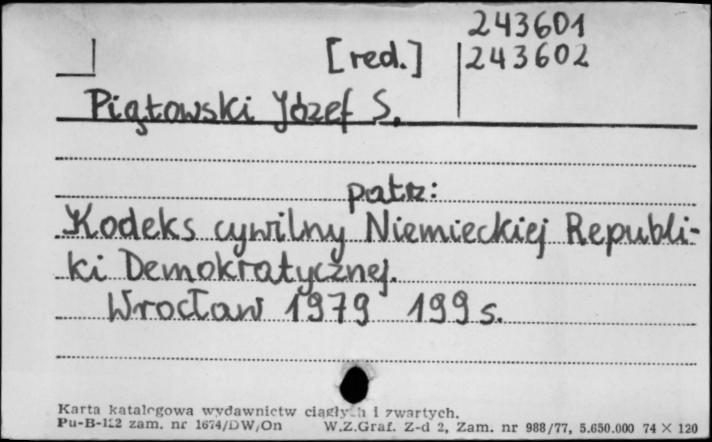 243601
[red.] 243602
Piątowski Józef S.
patrz:
Kodeks cywilny Niemieckiej Republi-
ki Demokratycznej.
Wrocław 1979 199 s.
Karta katalogowa wydawnictw ciągłych i zwartych.
Pu-B-112 zam. nr 1674/DW/On W.Z.Graf. Z-d 2, Zam. nr 988/77, 5.650.000 74 × 120